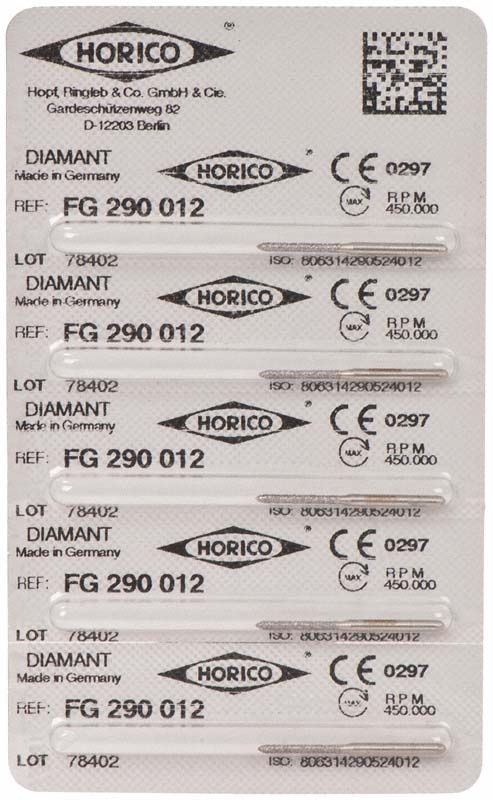 HORICO ®
Hopf, Ringleb & Co. GmbH & Cie.
Gardeschützenweg 82
D-12203 Berlin
DIAMANT HORICO ® CE 0297
Made in Germany
REF: FG 290 012 MAX RPM 450.000
LOT 78402 ISO: 806314290524012
DIAMANT HORICO ® CE 0297
Made in Germany
REF: FG 290 012 MAX RPM 450.000
LOT 78402 ISO: 806314290524012
DIAMANT HORICO ® CE 0297
Made in Germany
REF: FG 290 012 MAX RPM 450.000
LOT 78402 ISO: 806314290524012
DIAMANT HORICO ® CE 0297
Made in Germany
REF: FG 290 012 MAX RPM 450.000
LOT 78402 ISO: 806314290524012
DIAMANT HORICO ® CE 0297
Made in Germany
REF: FG 290 012 MAX RPM 450.000
LOT 78402 ISO: 806314290524012